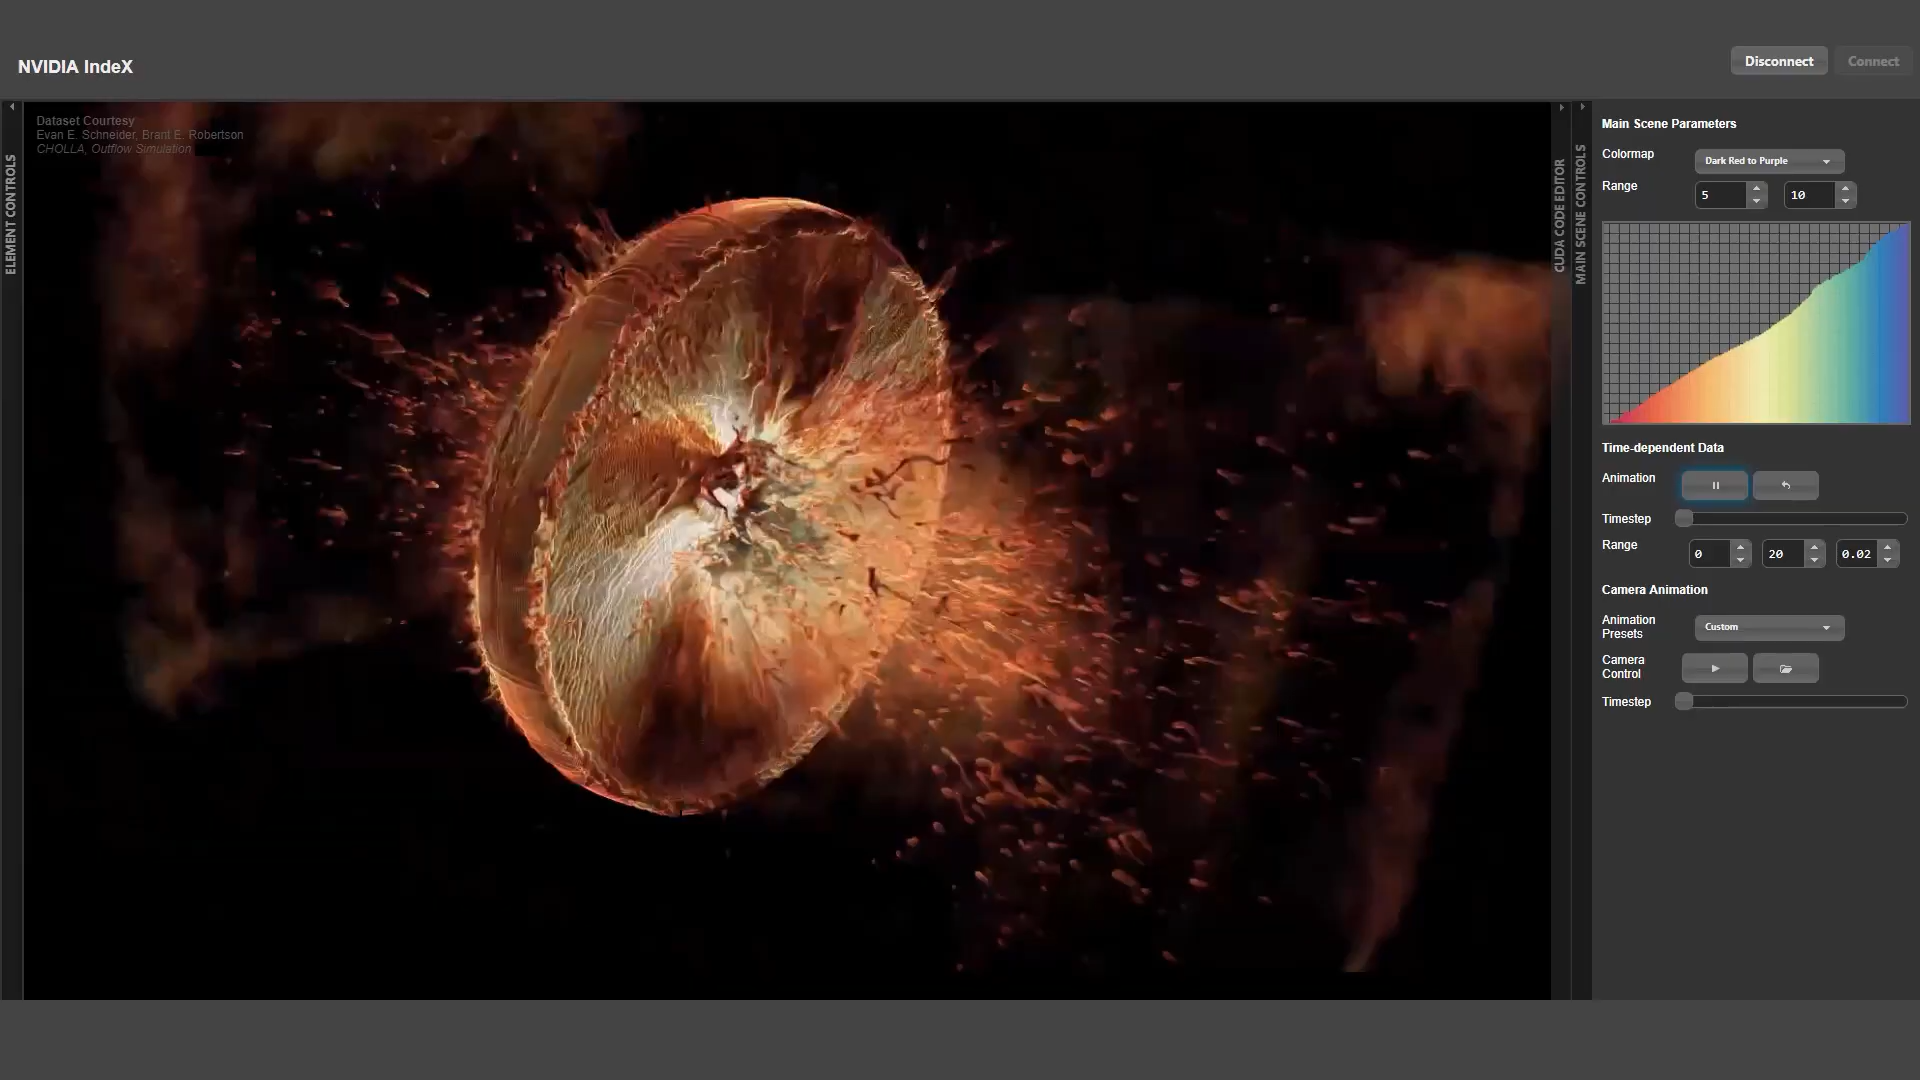 NVIDIA IndeX
Disconnect
Connect
ELEMENT CONTROLS
Dataset Courtesy
Evan E. Schneider, Brant E. Robertson
CHOLLA, Outflow Simulation
CUDA CODE EDITOR
MAIN SCENE CONTROLS
Main Scene Parameters
Colormap
Dark Red to Purple
Range
5
10
Time-dependent Data
Animation
Timestep
Range
0
20
0.02
Camera Animation
Animation
Presets
Custom
Camera
Control
Timestep